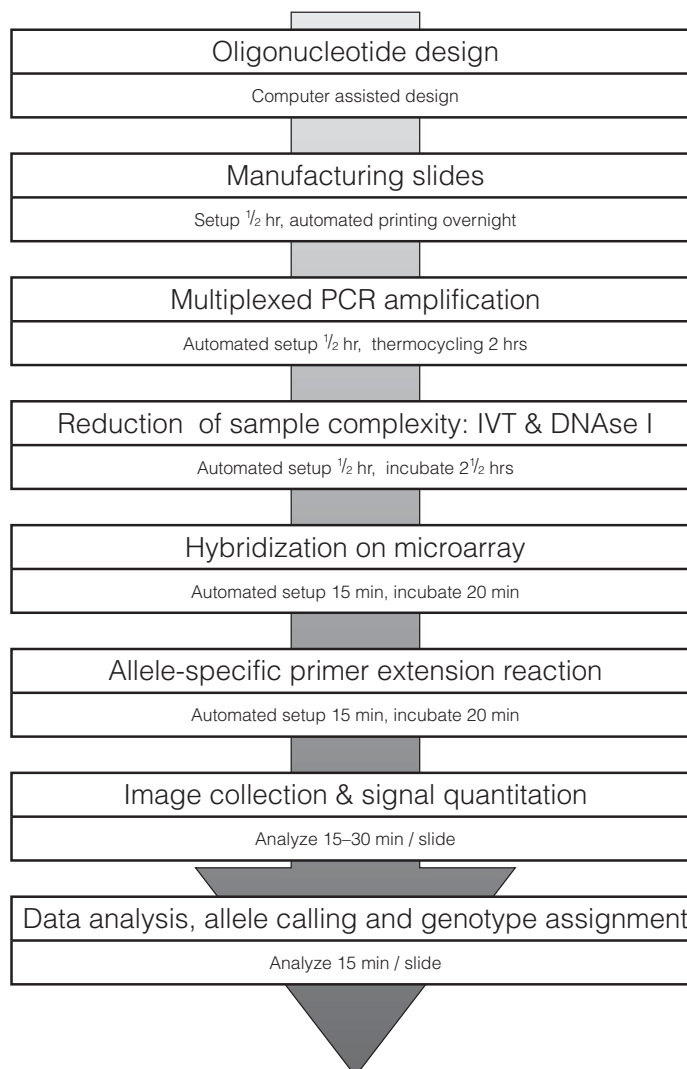 Oligonucleotide design
Computer assisted design
Manufacturing slides
Setup 1/2 hr, automated printing overnight
Multiplexed PCR amplification
Automated setup 1/2 hr, thermocycling 2 hrs
Reduction of sample complexity: IVT & DNAse I
Automated setup 1/2 hr, incubate 2 1/2 hrs
Hybridization on microarray
Automated setup 15 min, incubate 20 min
Allele-specific primer extension reaction
Automated setup 15 min, incubate 20 min
Image collection & signal quantitation
Analyze 15–30 min / slide
Data analysis, allele calling and genotype assignment
Analyze 15 min / slide